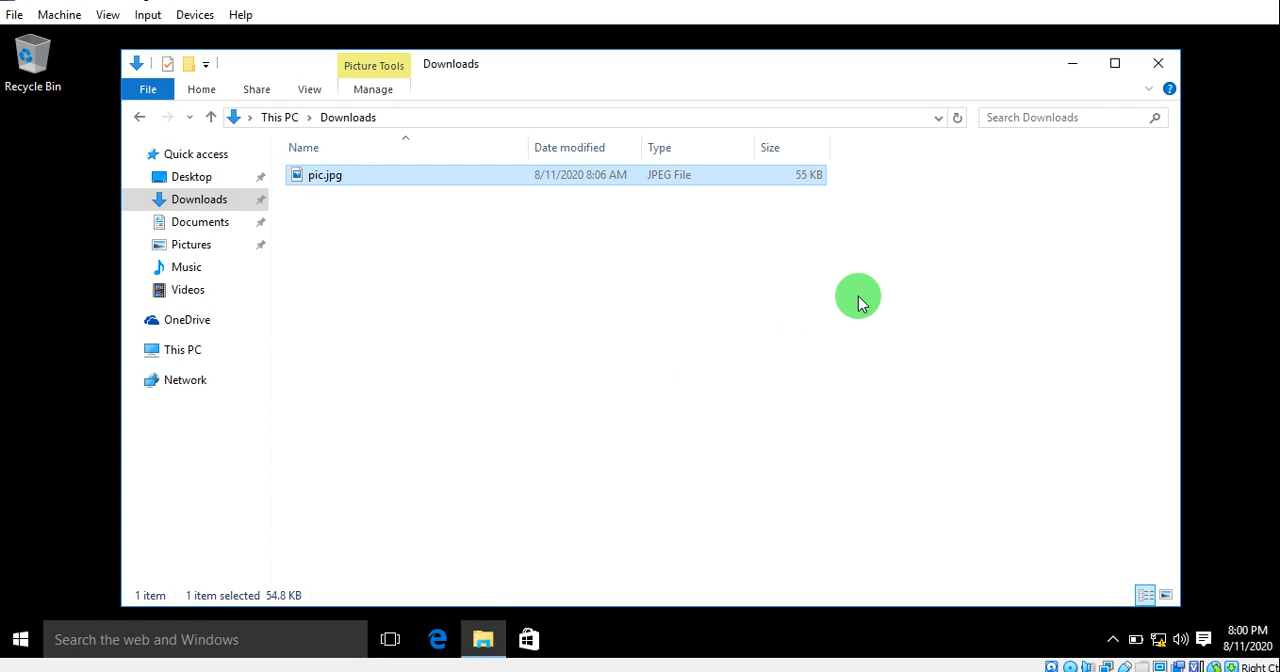 File Machine View Input Devices Help
Recycle Bin
Picture Tools Downloads
File Home Share View Manage
This PC Downloads Search Downloads
Name Date modified Type Size
pic.jpg 8/11/2020 8:06 AM JPEG File 55 KB
Quick access
Desktop
Downloads
Documents
Pictures
Music
Videos
OneDrive
This PC
Network
1 item 1 item selected 54.8 KB
Search the web and Windows
8:00 PM
8/11/2020
Right Ct